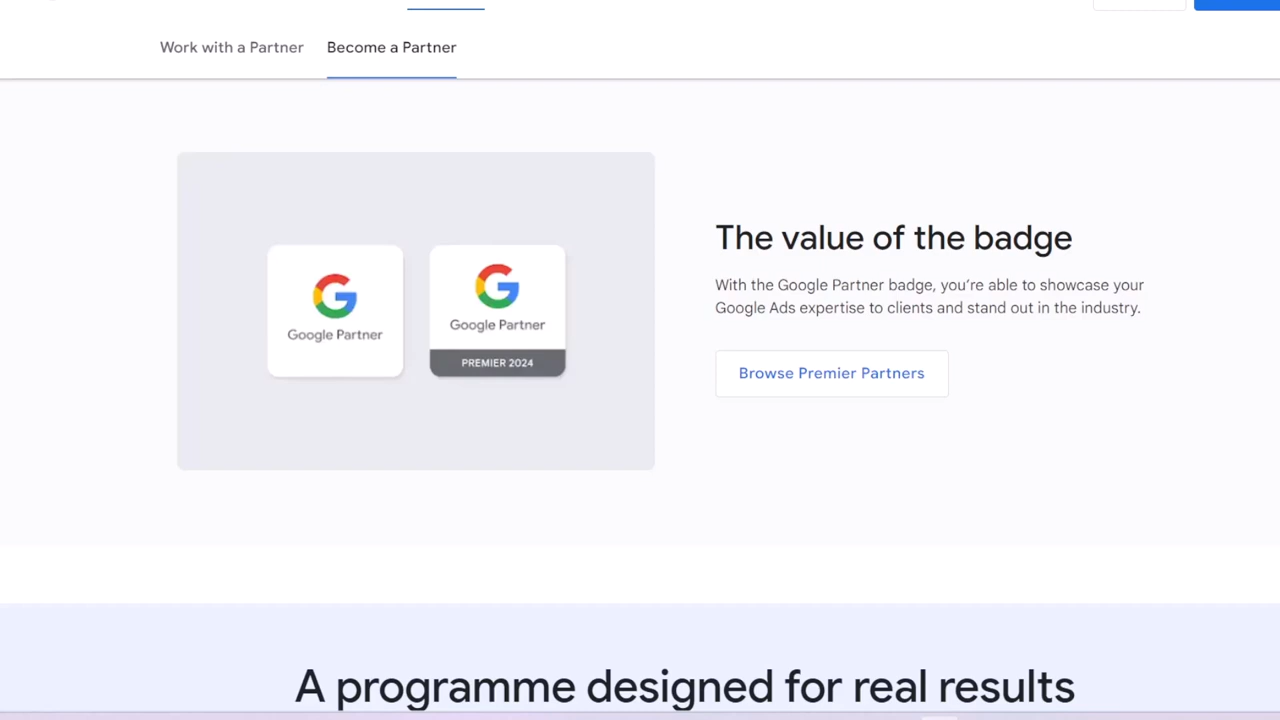 Work with a Partner
Become a Partner
The value of the badge
With the Google Partner badge, you're able to showcase your
Google Ads expertise to clients and stand out in the industry.
Google Partner
Google Partner
PREMIER 2024
Browse Premier Partners
A programme designed for real results